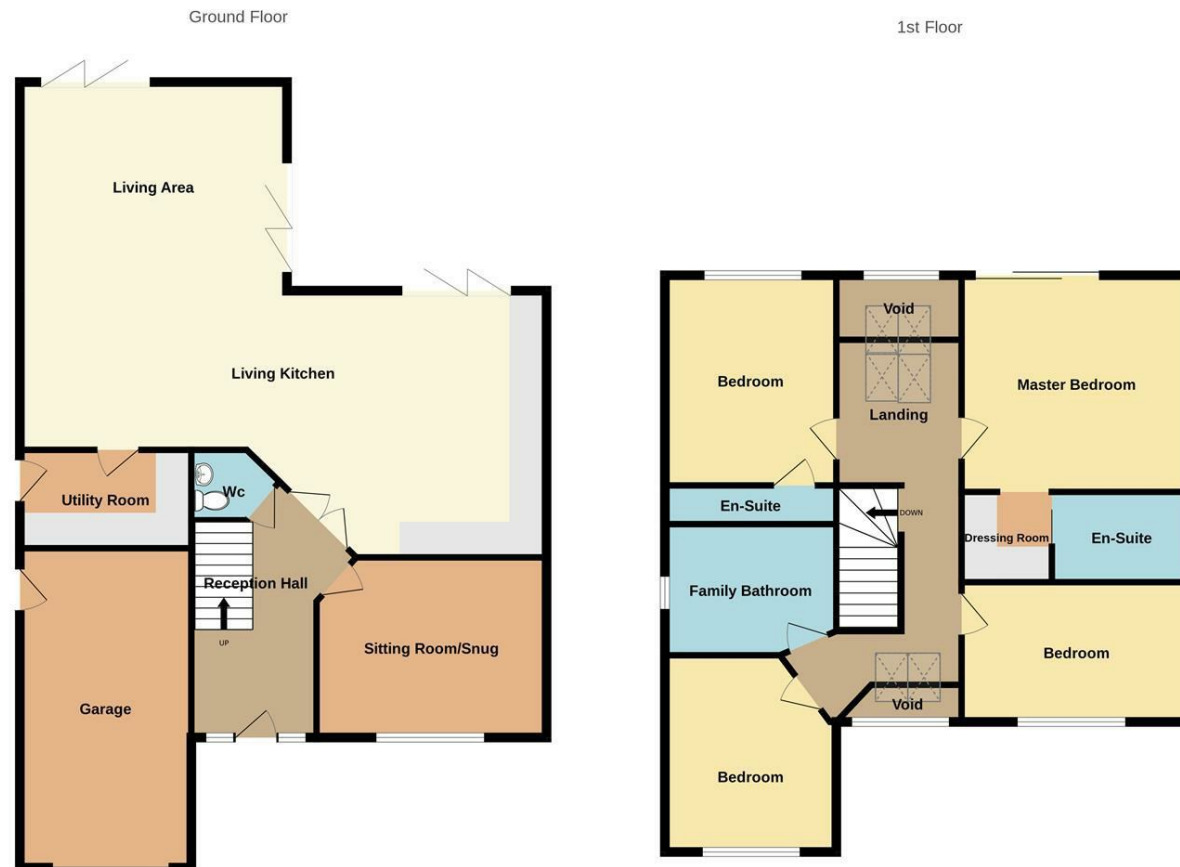 Ground Floor
Living Area
Living Kitchen
Utility Room
Wc
Reception Hall
UP
Sitting Room/Snug
Garage
1st Floor
Void
Bedroom
Master Bedroom
Landing
En-Suite
DOWN
Dressing Room
En-Suite
Family Bathroom
Bedroom
Void
Bedroom